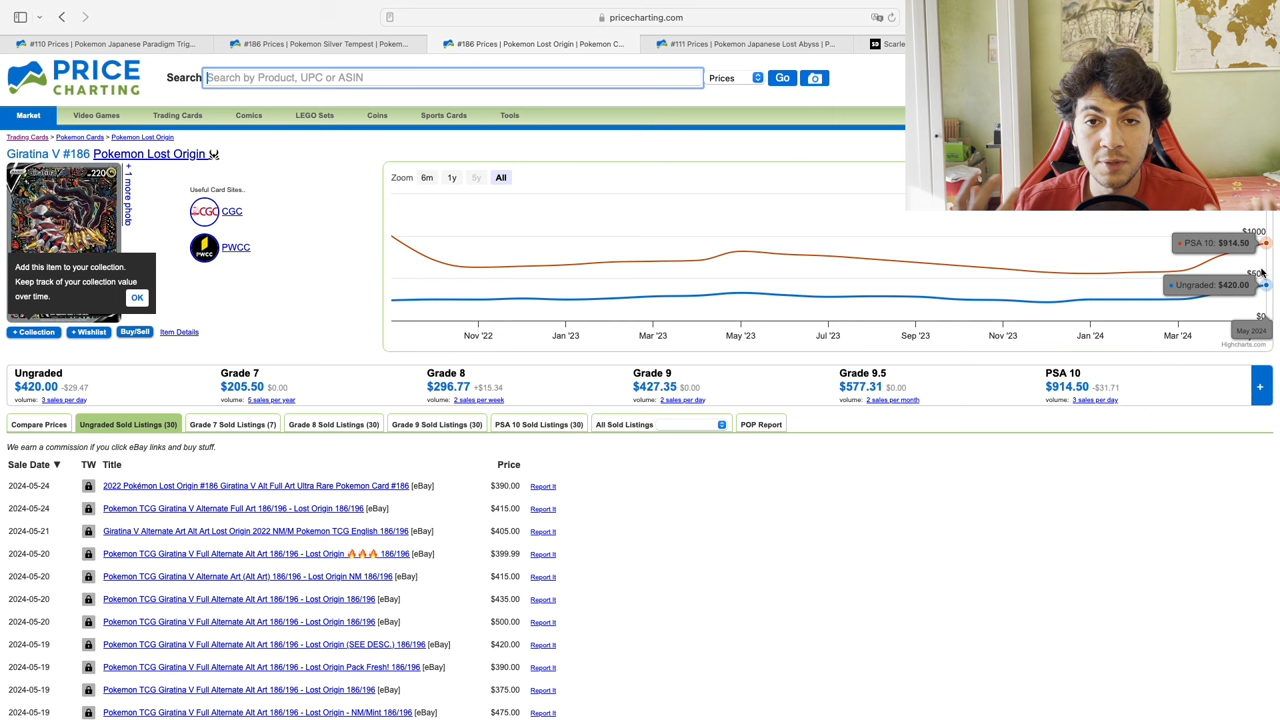 pricecharting.com
#110 Prices | Pokemon Japanese Paradigm Trig...
#186 Prices | Pokemon Silver Tempest | Pokem...
#186 Prices | Pokemon Lost Origin | Pokemon C...
#111 Prices | Pokemon Japanese Lost Abyss | P...
SD Scarle
PRICE CHARTING
Search Search by Product, UPC or ASIN Prices Go
Market Video Games Trading Cards Comics LEGO Sets Coins Sports Cards Tools
Trading Cards > Pokemon Cards > Pokemon Lost Origin
Giratina V #186 Pokemon Lost Origin
220
+ 1 more photo
Useful Card Sites..
CGC CGC
PWCC PWCC
Add this item to your collection.
Keep track of your collection value
over time.
OK
+ Collection + Wishlist Buy/Sell Item Details
Zoom 6m 1y 5y All
$1000
PSA 10: $914.50
Ungraded: $420.00
$0
May 2024
Nov '22 Jan '23 Mar '23 May '23 Jul '23 Sep '23 Nov '23 Jan '24 Mar '24
Highcharts.com
Ungraded Grade 7 Grade 8 Grade 9 Grade 9.5 PSA 10
$420.00 -$29.47 $205.50 $0.00 $296.77 +$15.34 $427.35 $0.00 $577.31 $0.00 $914.50 -$31.71 +
volume: 3 sales per day volume: 5 sales per year volume: 2 sales per week volume: 2 sales per day volume: 2 sales per month volume: 3 sales per day
Compare Prices Ungraded Sold Listings (30) Grade 7 Sold Listings (7) Grade 8 Sold Listings (30) Grade 9 Sold Listings (30) PSA 10 Sold Listings (30) All Sold Listings POP Report
We earn a commission if you click eBay links and buy stuff.
Sale Date ▼ TW Title Price
2024-05-24 2022 Pokémon Lost Origin #186 Giratina V Alt Full Art Ultra Rare Pokemon Card #186 [eBay] $390.00 Report It
2024-05-24 Pokemon TCG Giratina V Alternate Full Art 186/196 - Lost Origin 186/196 [eBay] $415.00 Report It
2024-05-21 Giratina V Alternate Art Alt Art Lost Origin 2022 NM/M Pokemon TCG English 186/196 [eBay] $405.00 Report It
2024-05-20 Pokemon TCG Giratina V Full Alternate Alt Art 186/196 - Lost Origin 🔥🔥🔥 186/196 [eBay] $399.99 Report It
2024-05-20 Pokemon TCG Giratina V Alternate Art (Alt Art) 186/196 - Lost Origin NM 186/196 [eBay] $415.00 Report It
2024-05-20 Pokemon TCG Giratina V Full Alternate Alt Art 186/196 - Lost Origin 186/196 [eBay] $435.00 Report It
2024-05-20 Pokemon TCG Giratina V Full Alternate Alt Art 186/196 - Lost Origin 186/196 [eBay] $500.00 Report It
2024-05-19 Pokemon TCG Giratina V Full Alternate Alt Art 186/196 - Lost Origin (SEE DESC.) 186/196 [eBay] $420.00 Report It
2024-05-19 Pokemon TCG Giratina V Full Alternate Alt Art 186/196 - Lost Origin Pack Fresh! 186/196 [eBay] $390.00 Report It
2024-05-19 Pokemon TCG Giratina V Full Alternate Alt Art 186/196 - Lost Origin 186/196 [eBay] $375.00 Report It
2024-05-19 Pokemon TCG Giratina V Full Alternate Alt Art 186/196 - Lost Origin - NM/Mint 186/196 [eBay] $475.00 Report It